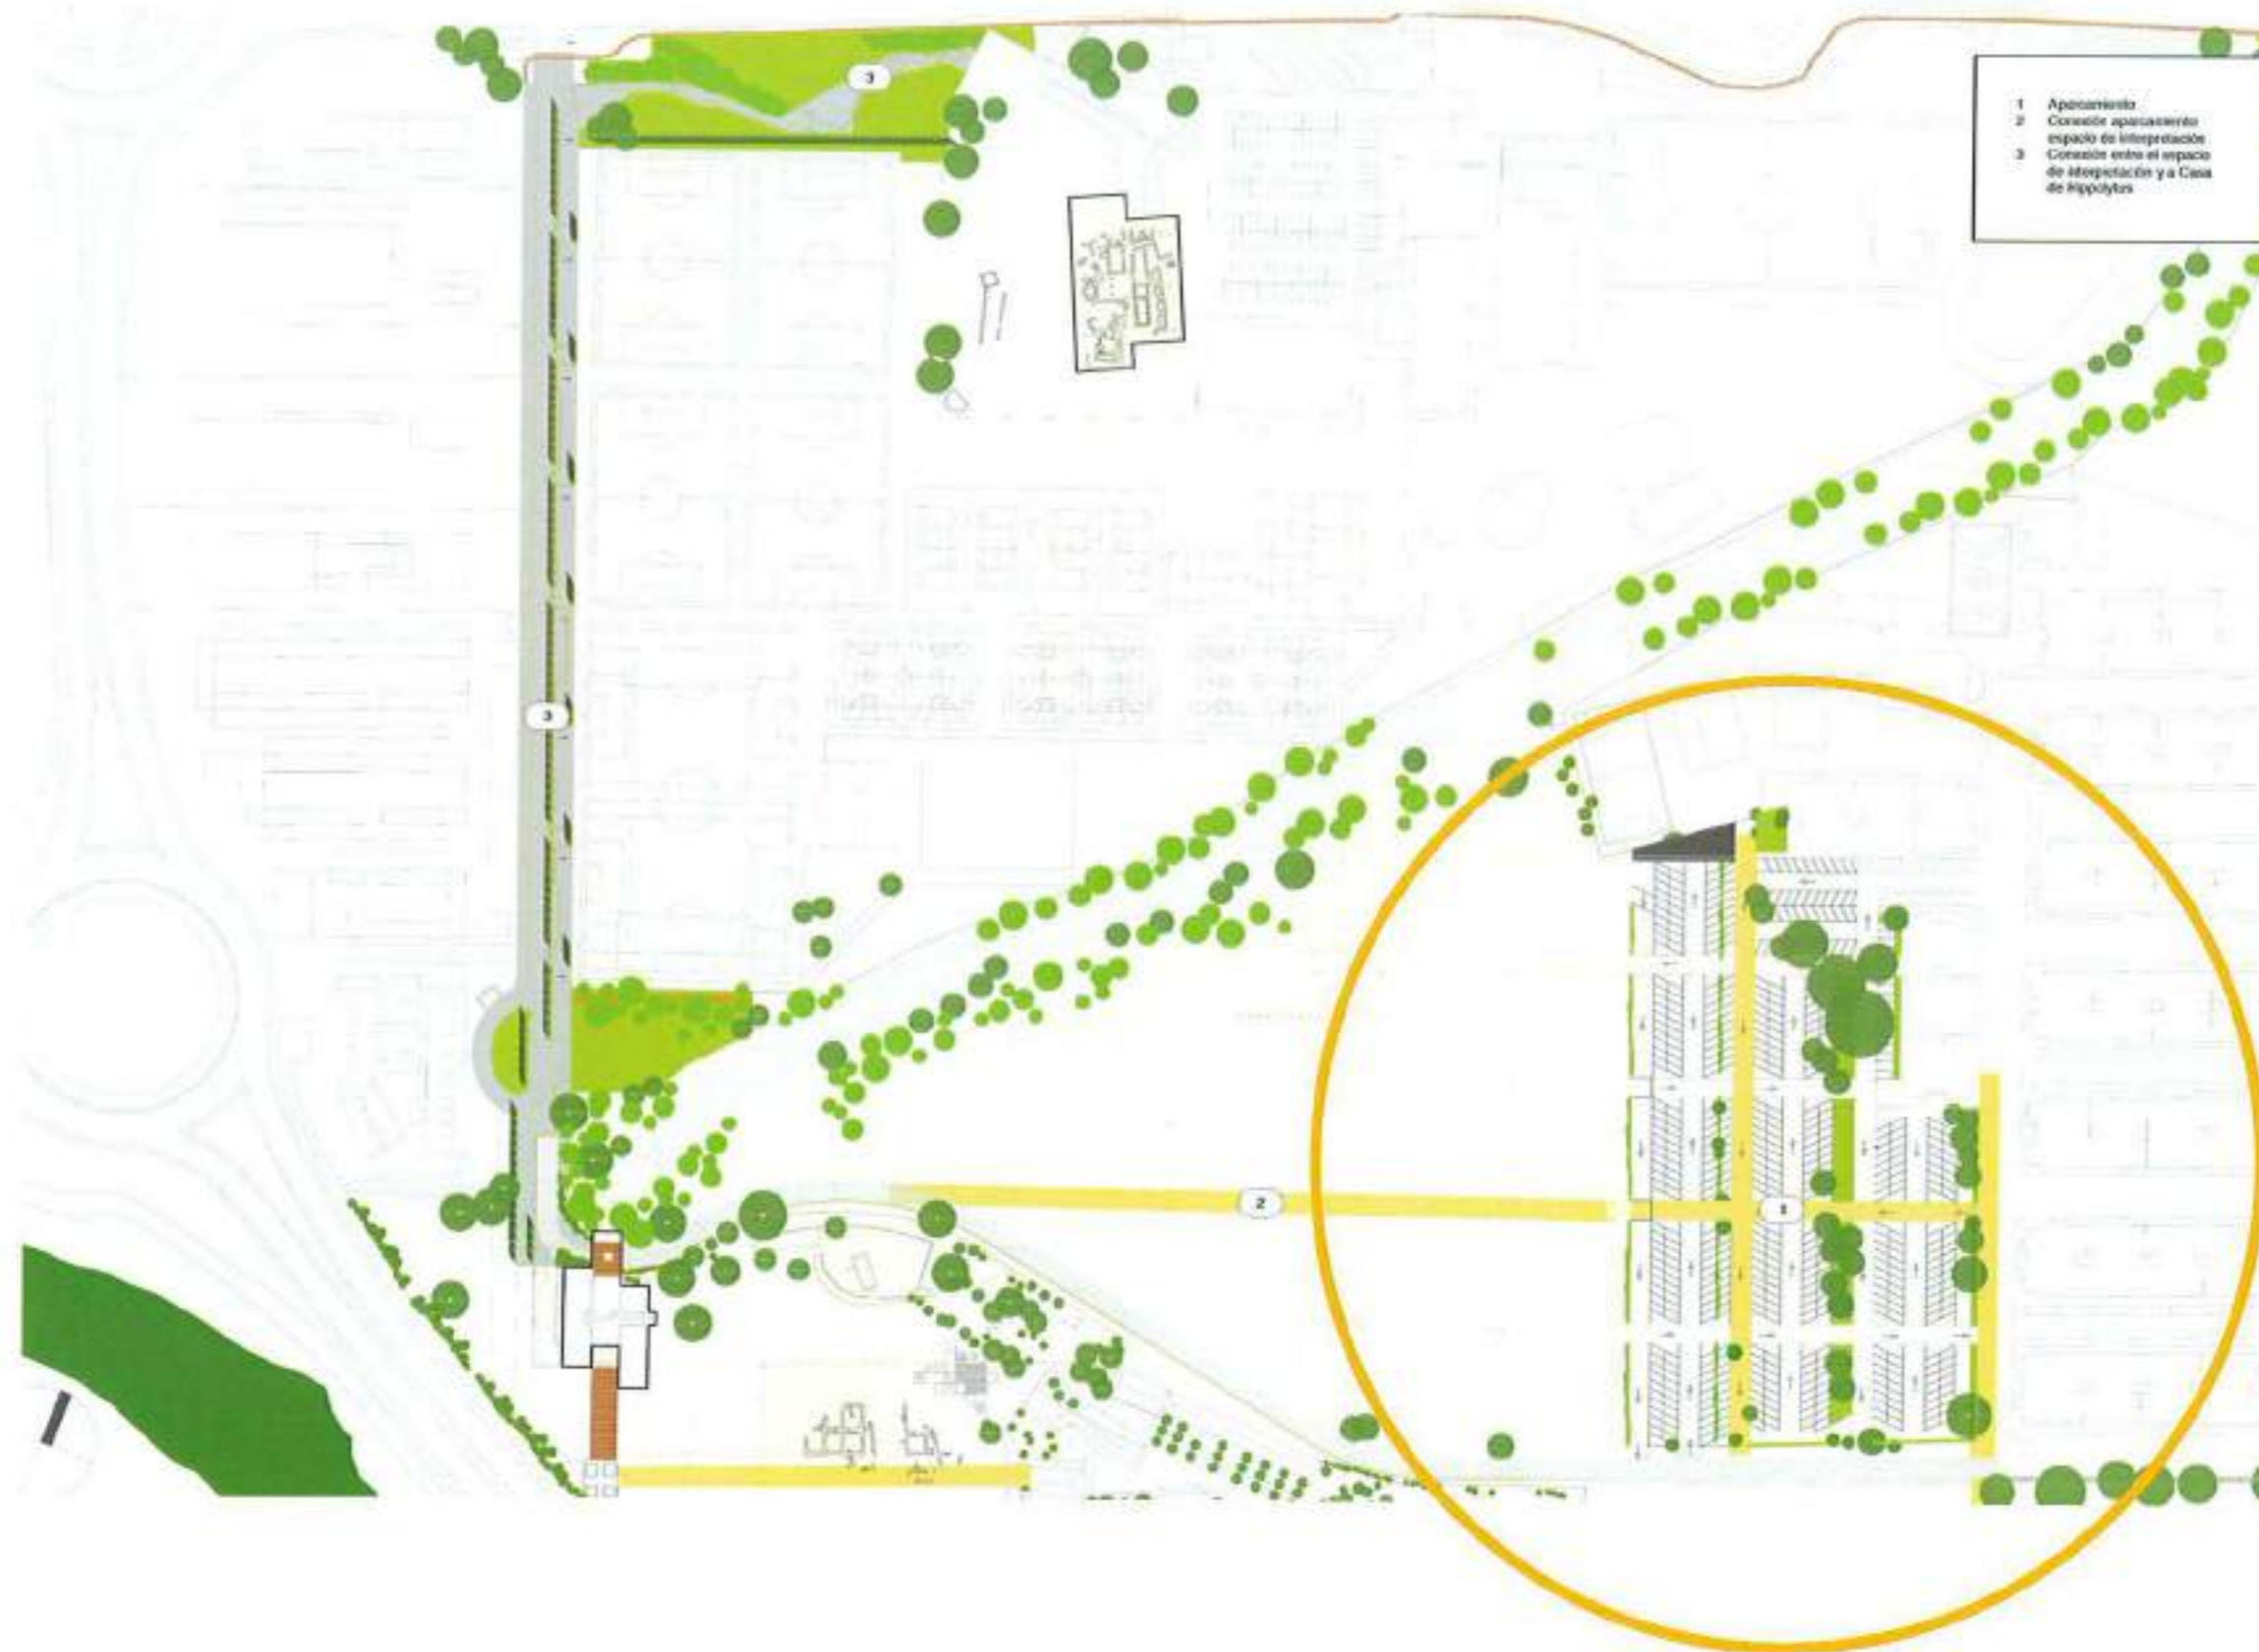 3
1 Aparcamiento
2 Conexión aparcamiento
espacio de interpretación
3 Conexión entre el espacio
de interpretación y a Casa
de Hippolytus
3
2
1